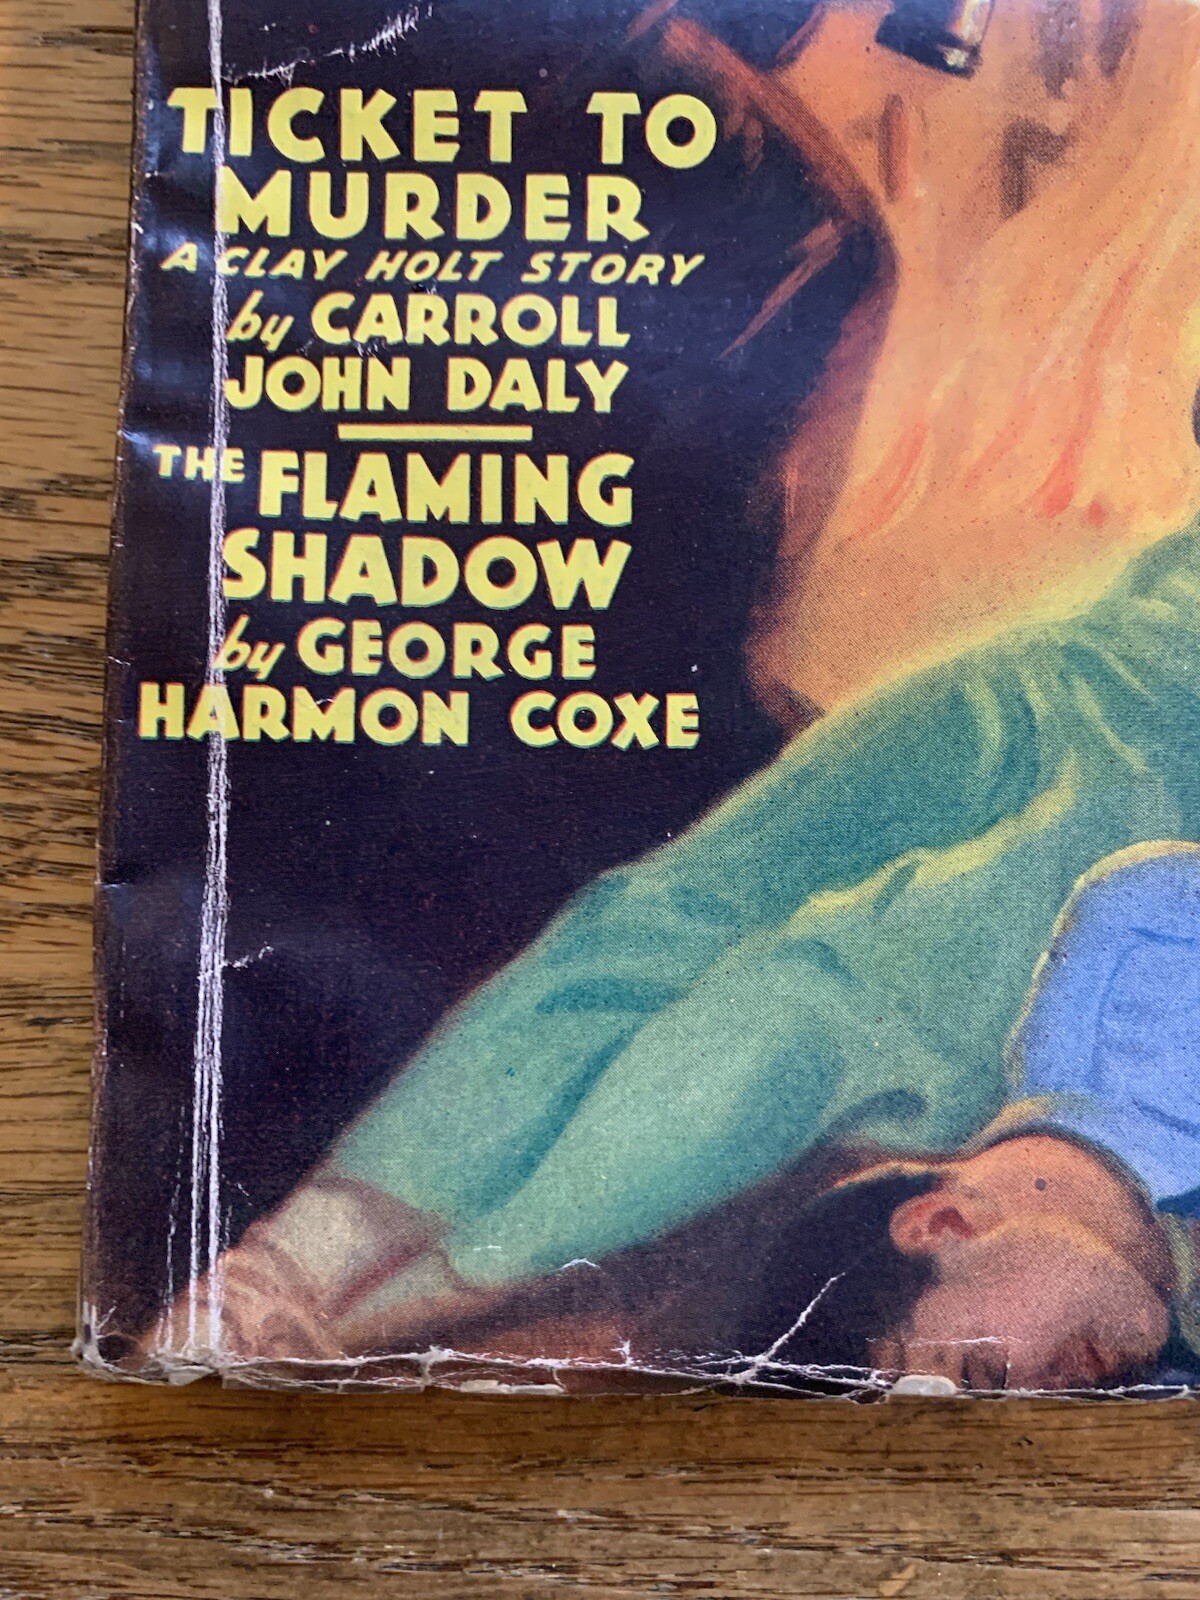 TICKET TO
MURDER
A CLAY HOLT STORY
by CARROLL
JOHN DALY
THE FLAMING
SHADOW
by GEORGE
HARMON COXE